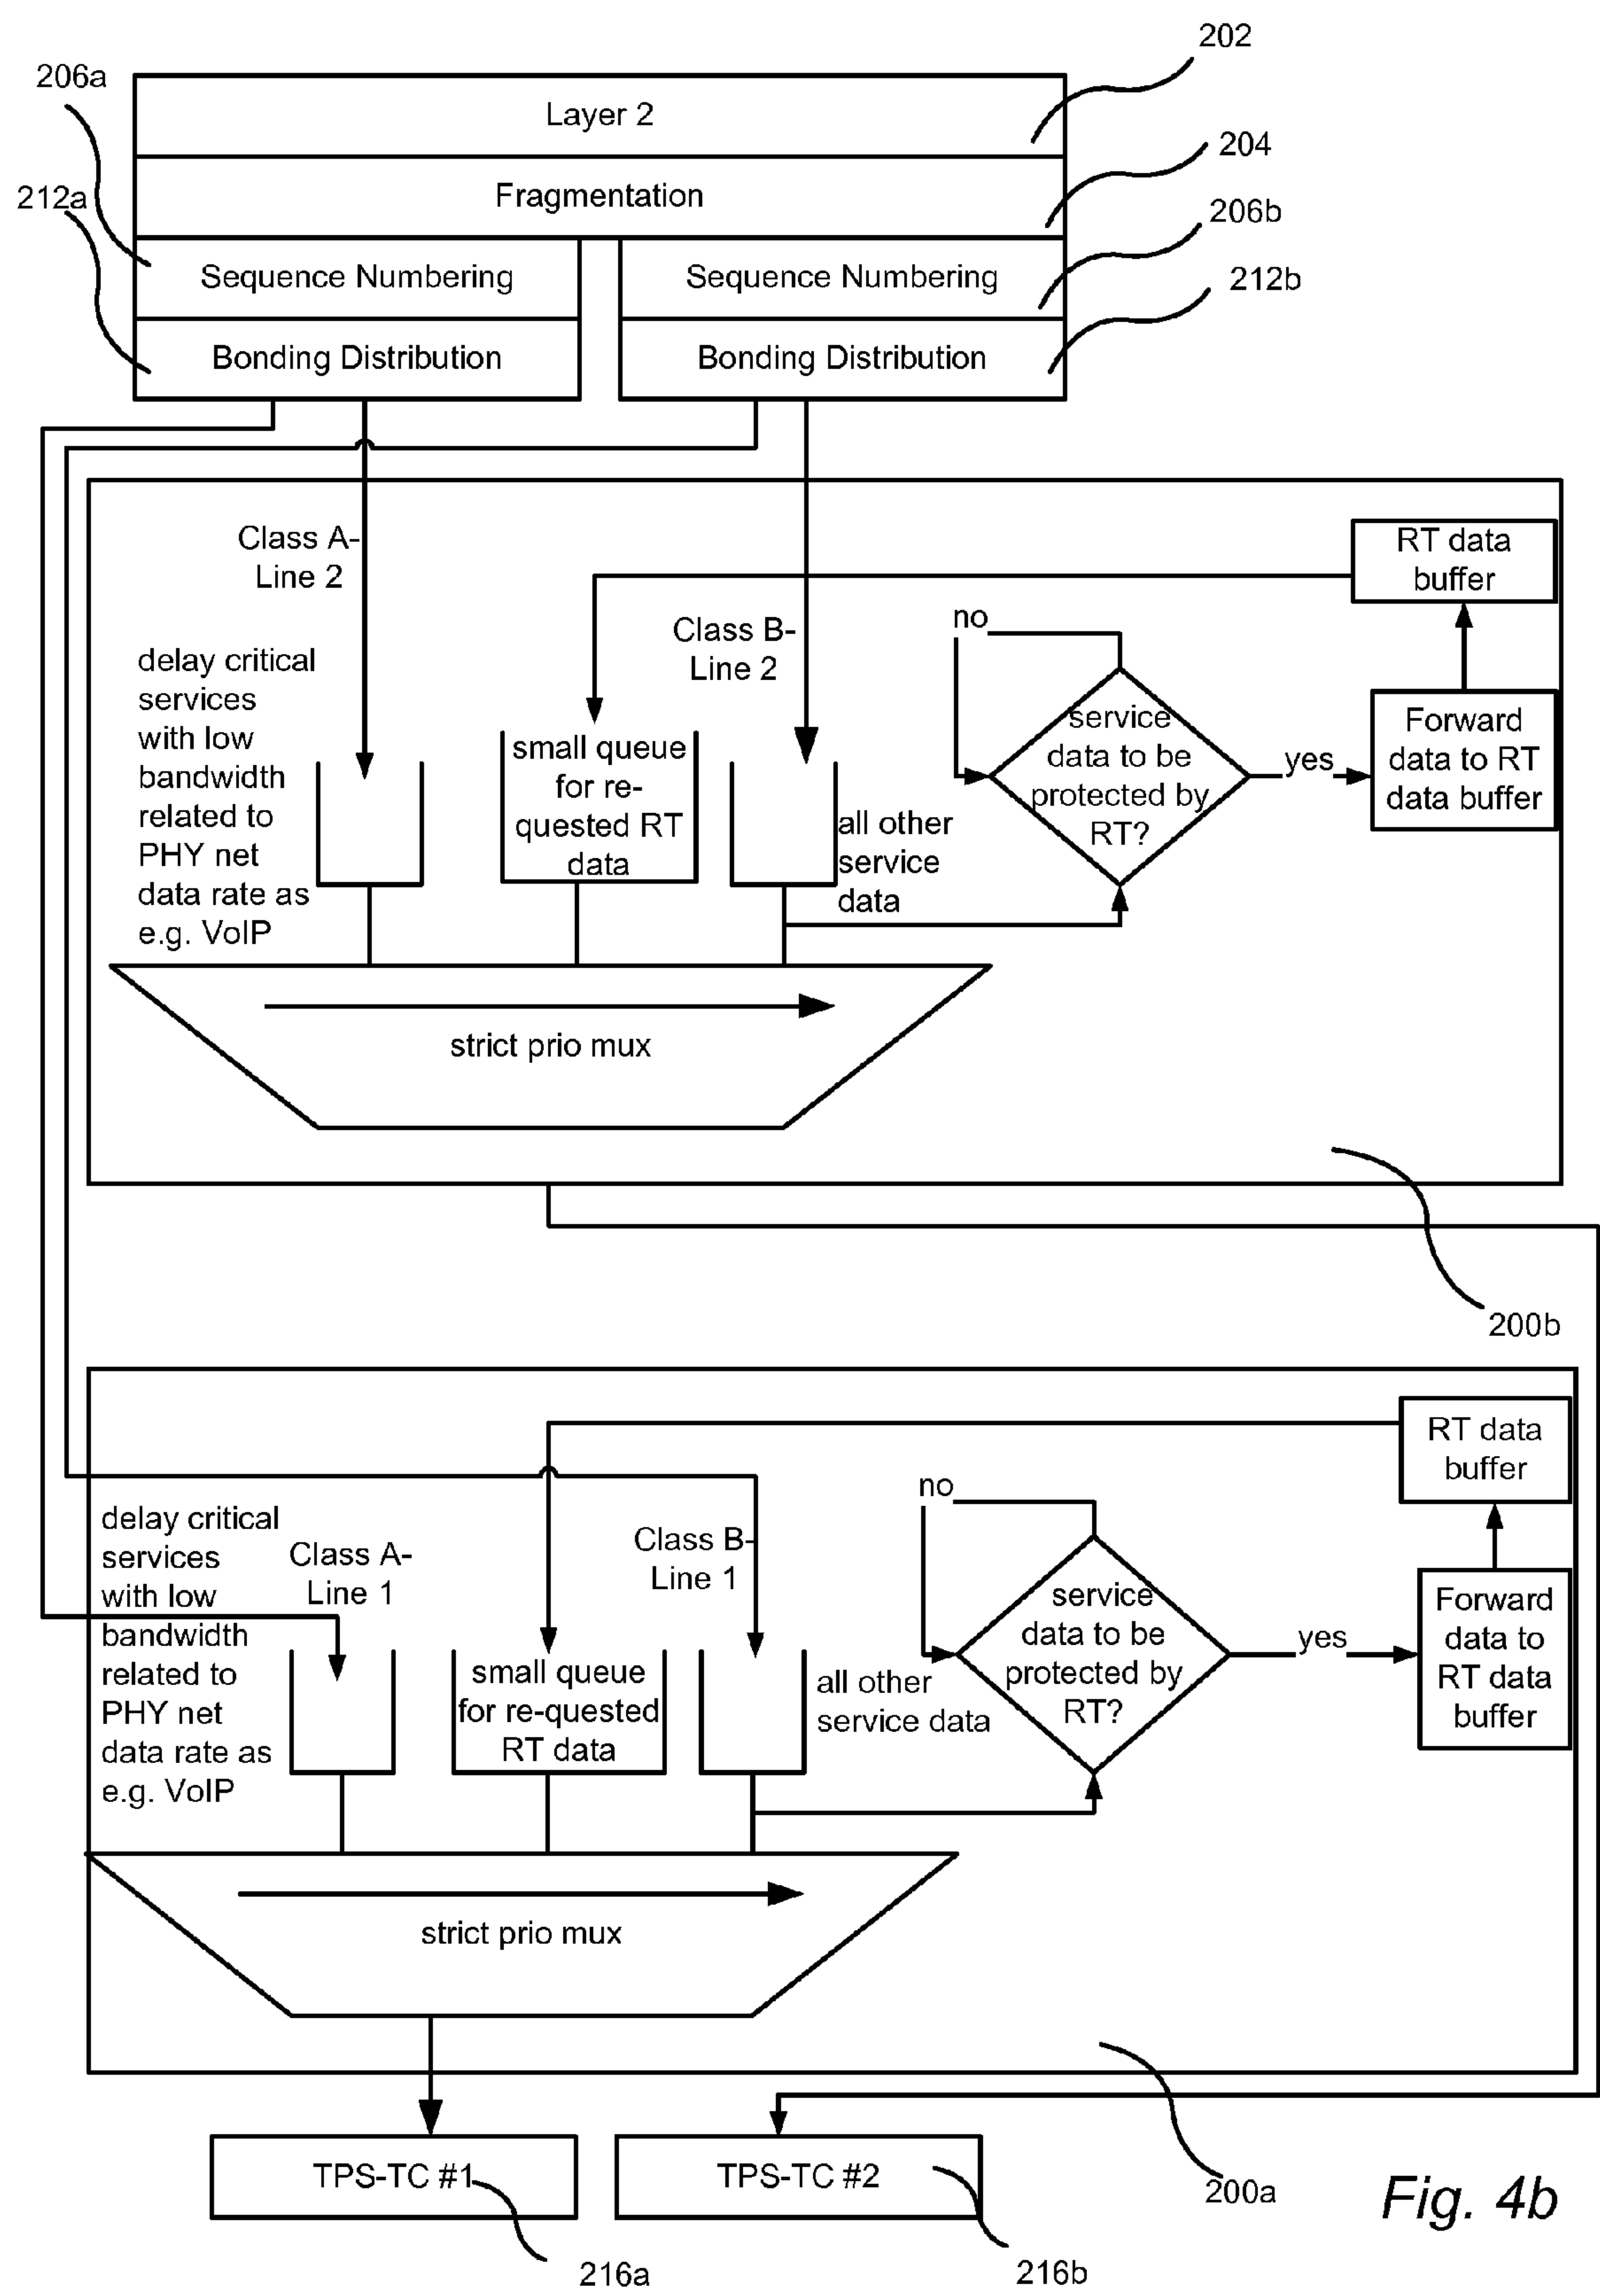 202
206a
Layer 2
204
Fragmentation
212a
206b
Sequence Numbering
Sequence Numbering
212b
Bonding Distribution
Bonding Distribution
Class A-
Line 2
RT data
buffer
no
Class B-
Line 2
delay critical
services
with low
bandwidth
related to
PHY net
data rate as
e.g. VoIP
small queue
for re-
quested RT
data
all other
service
data
service
data to be
protected by
RT?
yes
Forward
data to RT
data buffer
strict prio mux
200b
RT data
buffer
no
delay critical
services
with low
bandwidth
related to
PHY net
data rate as
e.g. VoIP
Class A-
Line 1
Class B-
Line 1
small queue
for re-quested
RT data
all other
service data
service
data to be
protected by
RT?
yes
Forward
data to
RT data
buffer
strict prio mux
TPS-TC #1
TPS-TC #2
200a
Fig. 4b
216a
216b